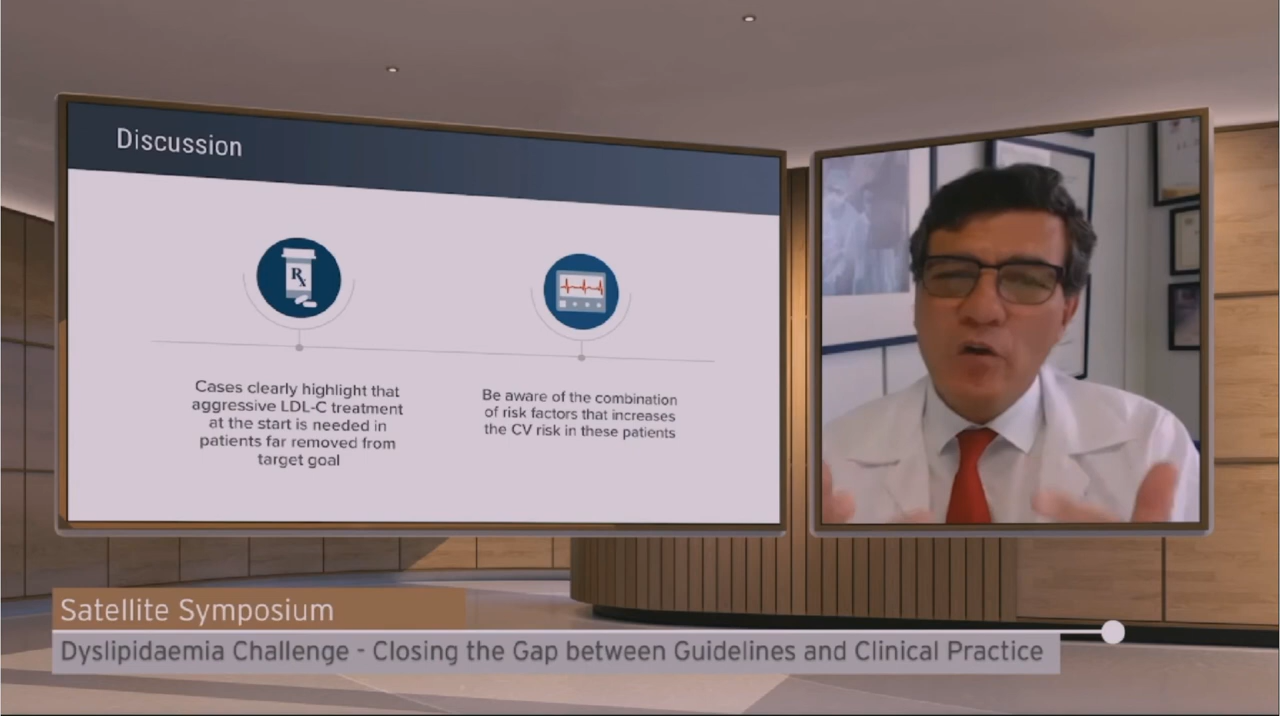 Discussion
Rx
Cases clearly highlight that
aggressive LDL-C treatment
at the start is needed in
patients far removed from
target goal
Be aware of the combination
of risk factors that increases
the CV risk in these patients
Satellite Symposium
Dyslipidaemia Challenge - Closing the Gap between Guidelines and Clinical Practice